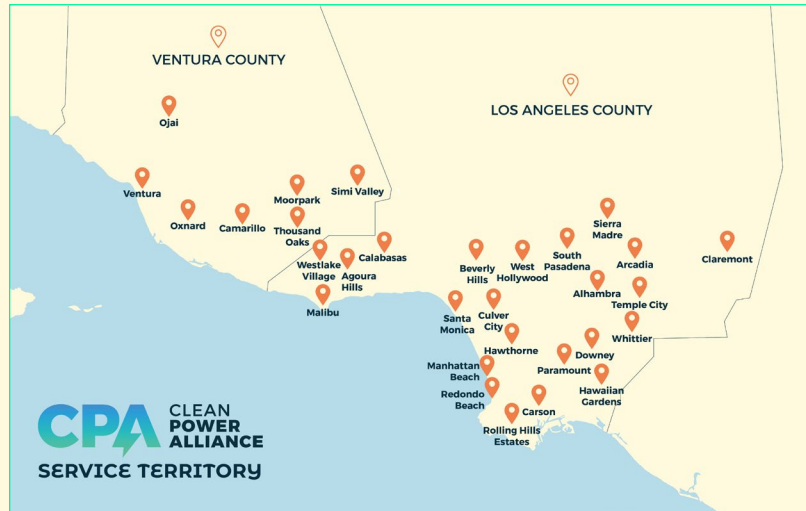 VENTURA COUNTY
LOS ANGELES COUNTY
Ojai
Ventura
Oxnard
Camarillo
Moorpark
Simi Valley
Thousand
Oaks
Westlake
Village
Agoura
Hills
Calabasas
Malibu
Sierra
Madre
South
Pasadena
Arcadia
Claremont
Beverly
Hills
West
Hollywood
Alhambra
Temple City
Santa
Monica
Culver
City
Whittier
Hawthorne
Downey
Manhattan
Beach
Paramount
Hawaiian
Gardens
Redondo
Beach
Carson
Rolling Hills
Estates
CPA
CLEAN
POWER
ALLIANCE
SERVICE TERRITORY